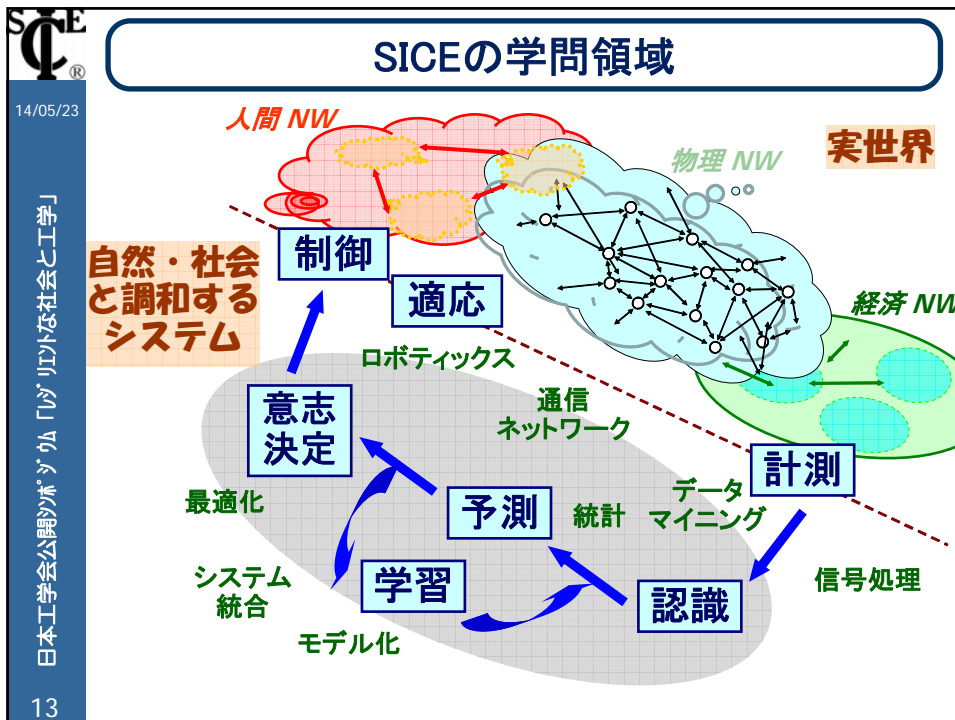 SICE
®
SICEの学問領域
14/05/23
人間 NW
物理 NW
実世界
自然・社会
と調和する
システム
制御
適応
経済 NW
ロボティックス
通信
ネットワーク
意志
決定
計測
最適化
予測
統計
データ
マイニング
システム
統合
学習
認識
信号処理
モデル化
日本工学会公開シンポジウム「レジリエントな社会と工学」
13